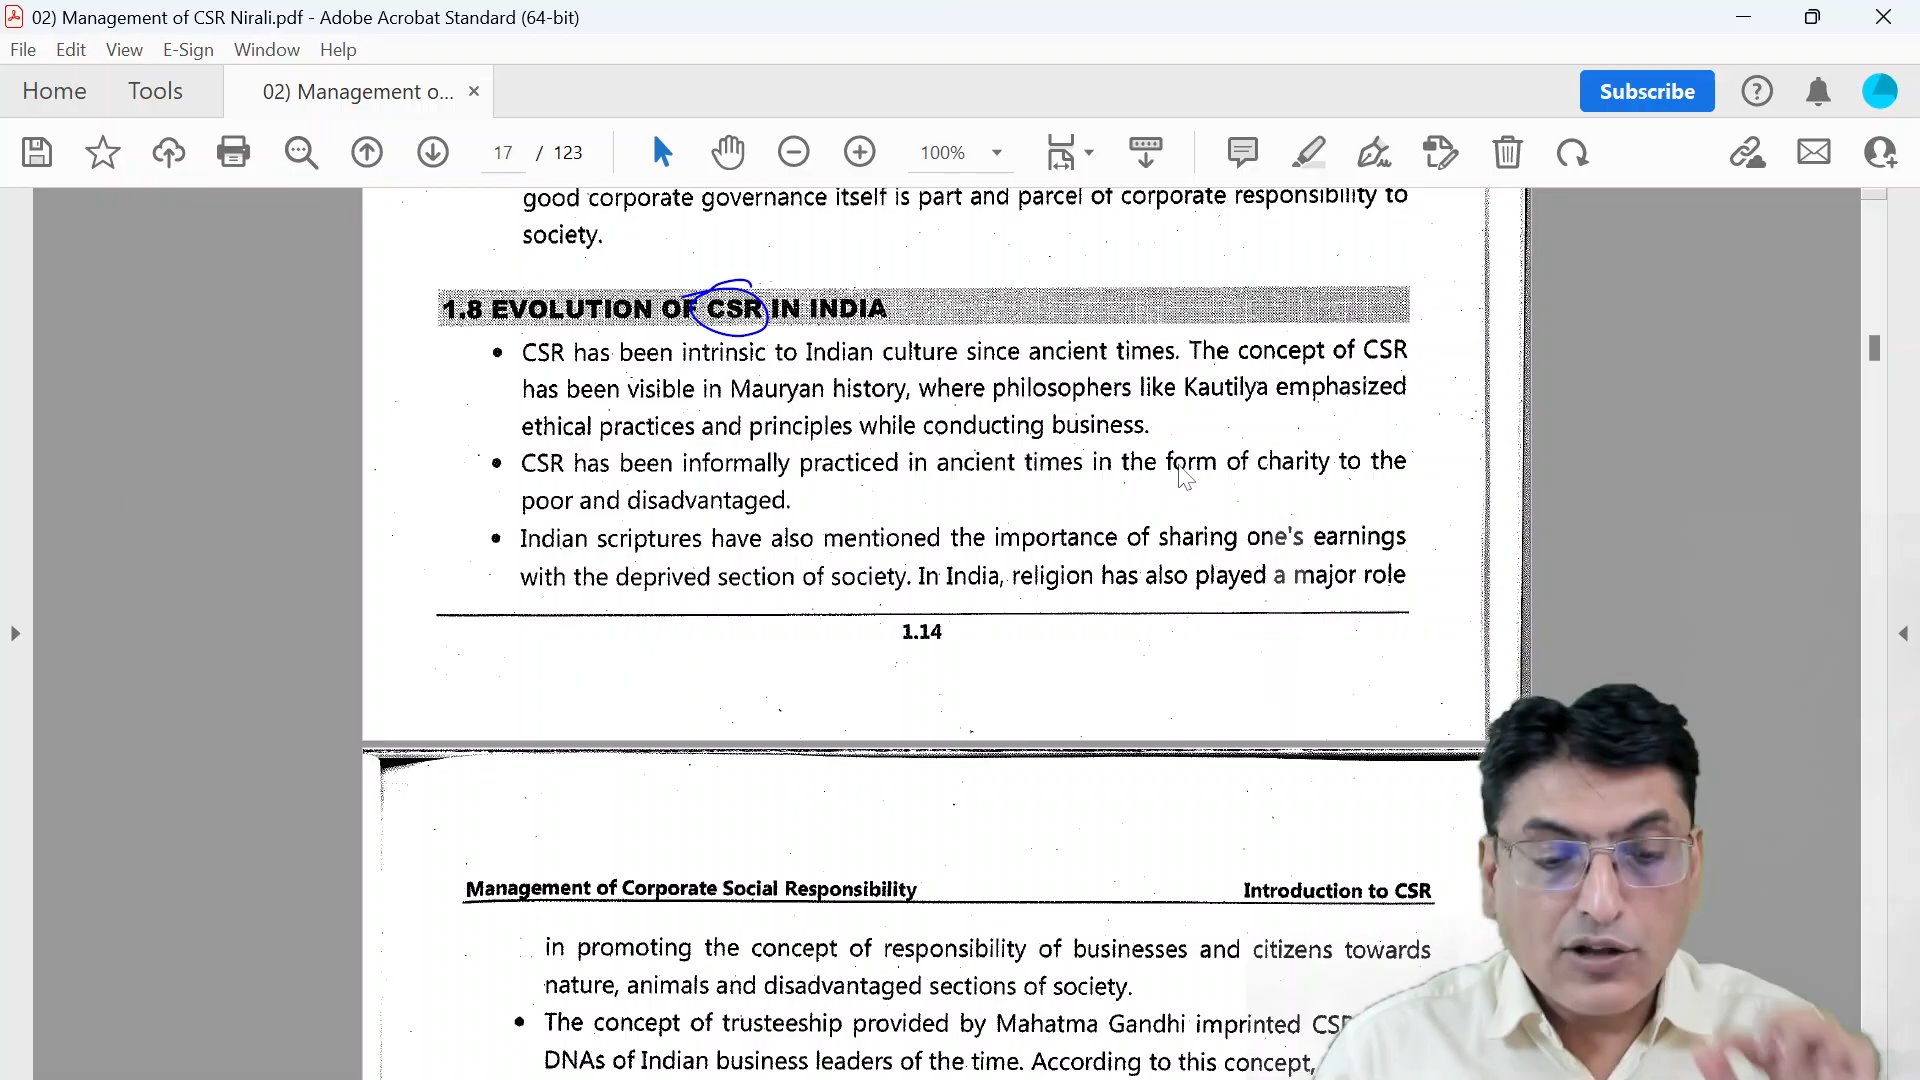 02) Management of CSR Nirali.pdf - Adobe Acrobat Standard (64-bit)
File Edit View E-Sign Window Help
Home Tools 02) Management o... × Subscribe
17 / 123 100%
good corporate governance itself is part and parcel of corporate responsibility to
society.
1.8 EVOLUTION OF CSR IN INDIA
• CSR has been intrinsic to Indian culture since ancient times. The concept of CSR
has been visible in Mauryan history, where philosophers like Kautilya emphasized
ethical practices and principles while conducting business.
• CSR has been informally practiced in ancient times in the form of charity to the
poor and disadvantaged.
• Indian scriptures have also mentioned the importance of sharing one's earnings
with the deprived section of society. In India, religion has also played a major role
1.14
Management of Corporate Social Responsibility Introduction to CSR
in promoting the concept of responsibility of businesses and citizens towards
nature, animals and disadvantaged sections of society.
• The concept of trusteeship provided by Mahatma Gandhi imprinted CSR
DNAs of Indian business leaders of the time. According to this concept,